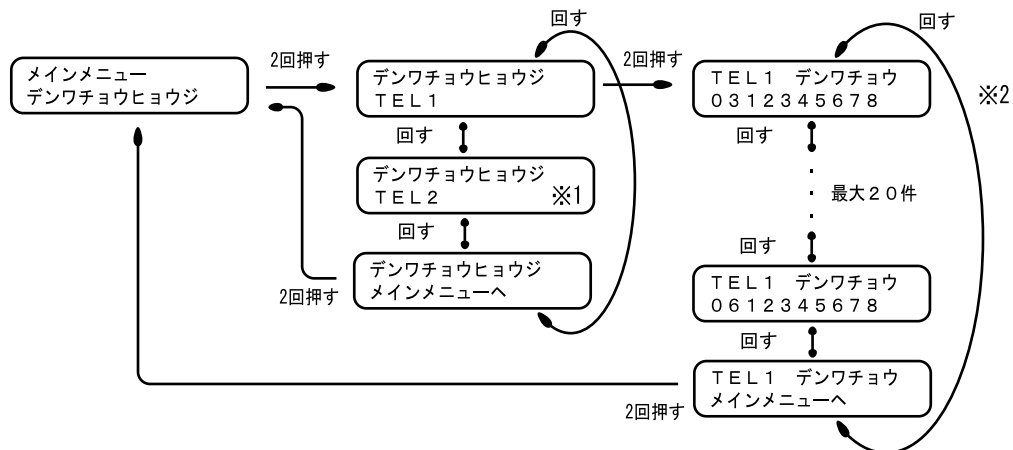 メインメニュー
デンワチョウヒョウジ
2回押す
デンワチョウヒョウジ
ＴＥＬ１
回す
回す
デンワチョウヒョウジ
ＴＥＬ２
※1
回す
デンワチョウヒョウジ
メインメニューヘ
2回押す
2回押す
ＴＥＬ１ デンワチョウ
０３１２３４５６７８
回す
※2
回す
最大２０件
回す
ＴＥＬ１ デンワチョウ
０６１２３４５６７８
回す
ＴＥＬ１ デンワチョウ
メインメニューヘ
2回押す